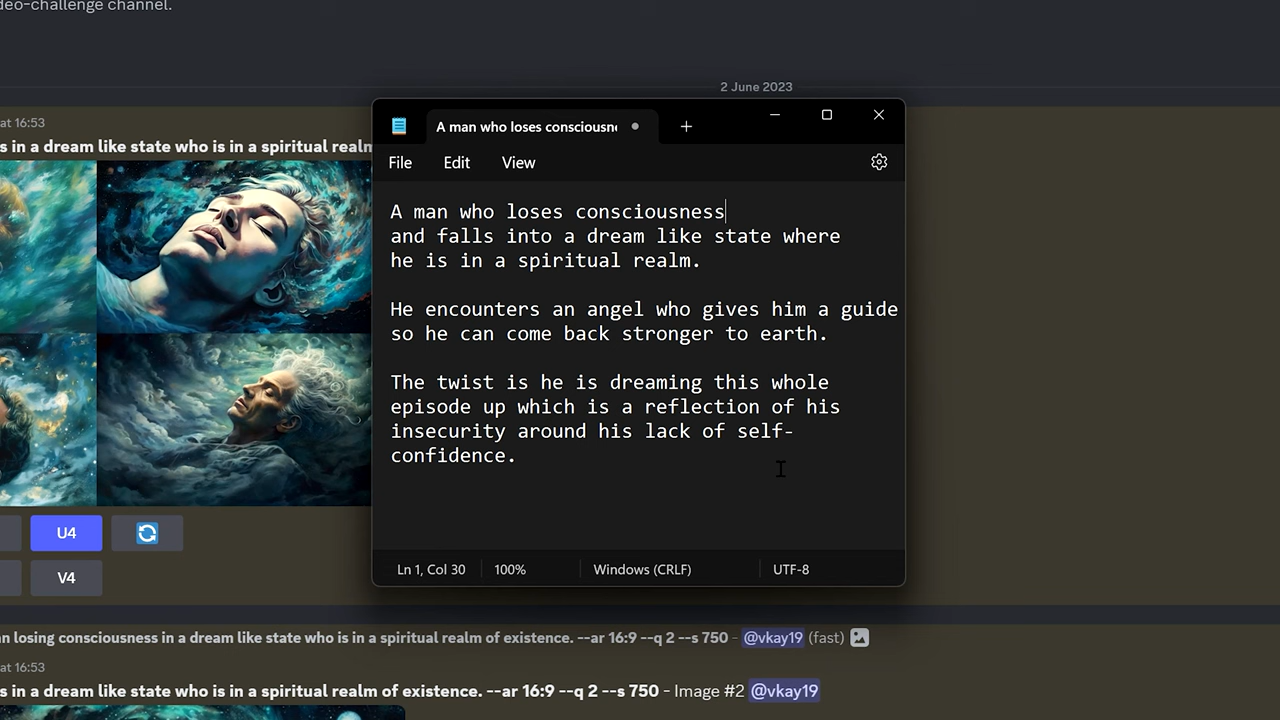 deo-challenge channel.
2 June 2023
at 16:53
s in a dream like state who is in a spiritual realm
A man who loses consciousn
File Edit View
A man who loses consciousness
and falls into a dream like state where
he is in a spiritual realm.
He encounters an angel who gives him a guide
so he can come back stronger to earth.
The twist is he is dreaming this whole
episode up which is a reflection of his
insecurity around his lack of self-
confidence.
U4
V4
Ln 1, Col 30 100% Windows (CRLF) UTF-8
an losing consciousness in a dream like state who is in a spiritual realm of existence. --ar 16:9 --q 2 --s 750 - @vkay19 (fast)
at 16:53
s in a dream like state who is in a spiritual realm of existence. --ar 16:9 --q 2 --s 750 - Image #2 @vkay19